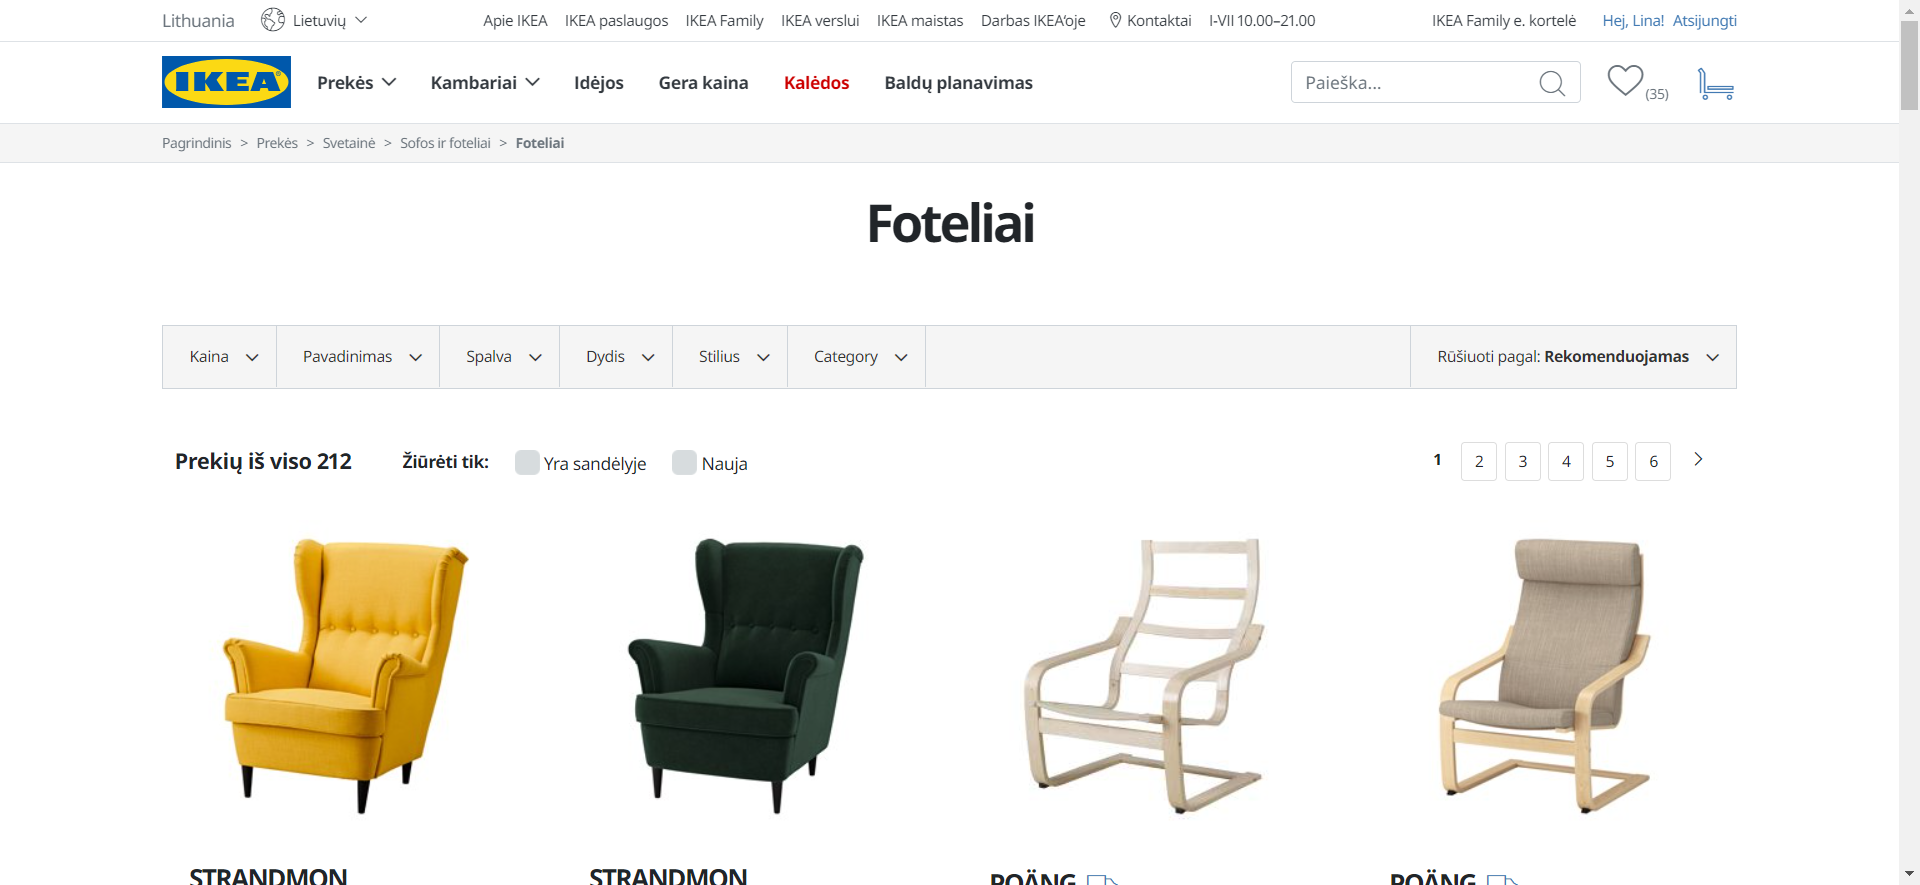 Lithuania Lietuvių Apie IKEA IKEA paslaugos IKEA Family IKEA verslui IKEA maistas Darbas IKEA'oje Kontaktai I-VII 10.00–21.00 IKEA Family e. kortelė Hej, Lina! Atsijungti
IKEA Prekės Kambariai Idėjos Gera kaina Kalėdos Baldų planavimas Paieška... (35)
Pagrindinis > Prekės > Svetainė > Sofos ir foteliai > Foteliai
Foteliai
Kaina Pavadinimas Spalva Dydis Stilius Category Rūšiuoti pagal: Rekomenduojamas
Prekių iš viso 212 Žiūrėti tik: Yra sandėlyje Nauja 1 2 3 4 5 6
STRANDMON STRANDMON POÄNG POÄNG